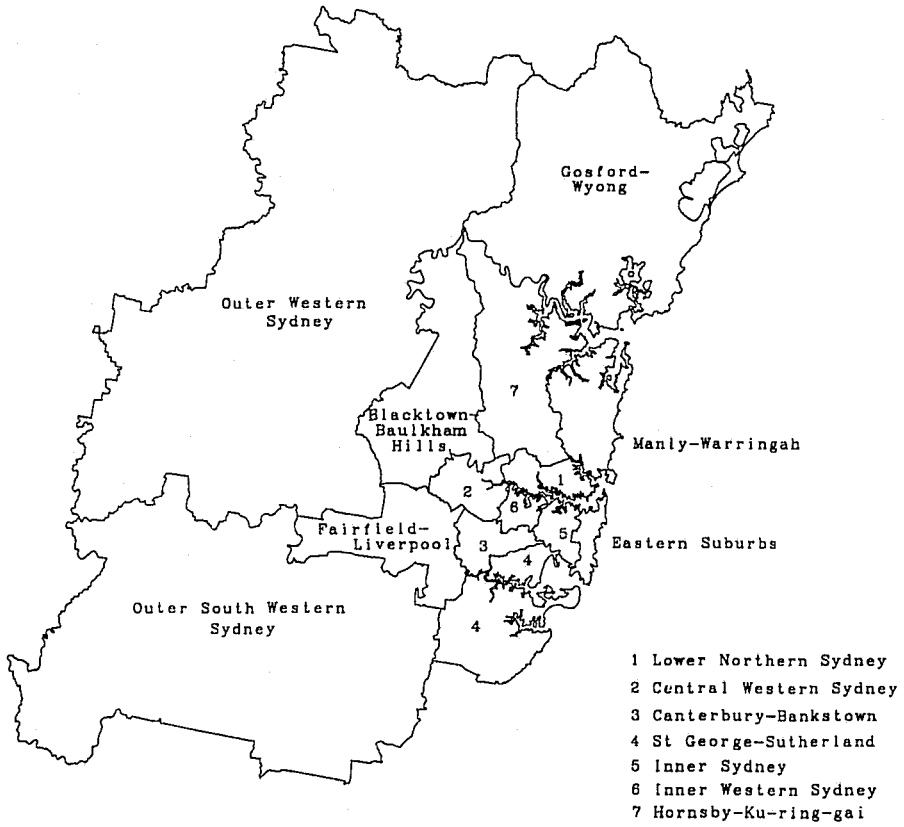 Gosford-
Wyong
Outer Western
Sydney
7
Blacktown-
Baulkham
Hills
Manly-Warringah
1
2
6
5
Fairfield-
Liverpool
3
Eastern Suburbs
4
Outer South Western
Sydney
4
1 Lower Northern Sydney
2 Central Western Sydney
3 Canterbury-Bankstown
4 St George-Sutherland
5 Inner Sydney
6 Inner Western Sydney
7 Hornsby-Ku-ring-gai